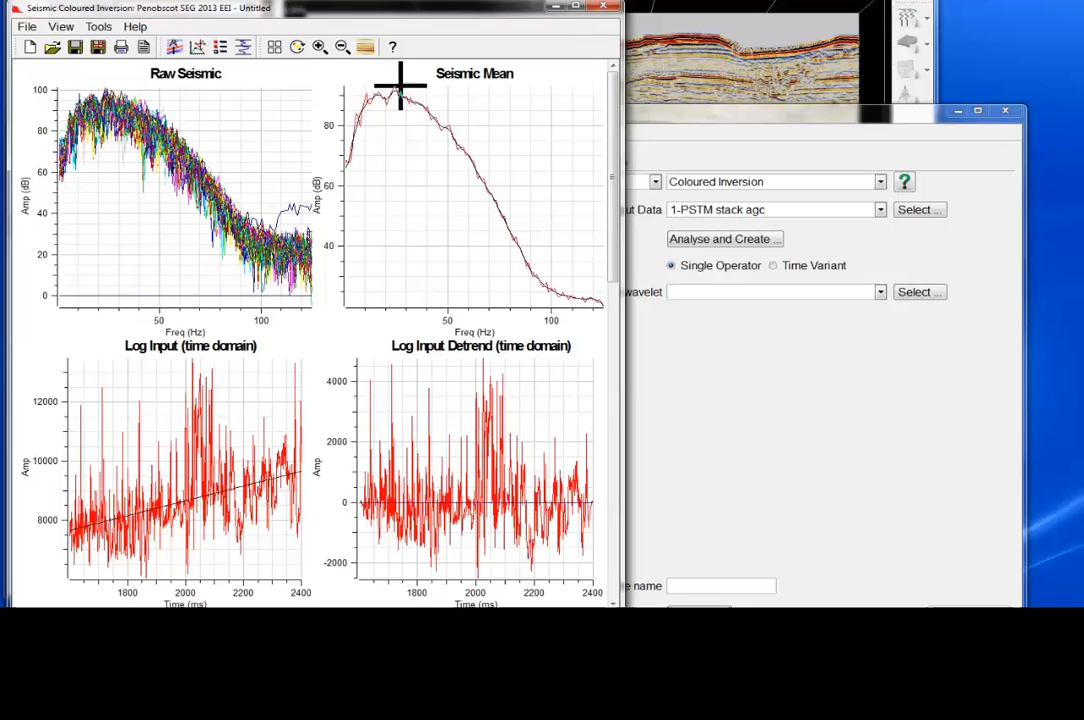 Seismic Coloured Inversion: Penobscot SEG 2013 EEI - Untitled
File View Tools Help
?
Raw Seismic
Seismic Mean
100
80
60
40
20
0
Amp (dB)
50
100
Freq (Hz)
80
60
40
Amp (dB)
50
100
Freq (Hz)
Log Input (time domain)
Log Input Detrend (time domain)
12000
10000
8000
Amp
1800
2000
2200
2400
Time (ms)
4000
2000
0
-2000
Amp
1800
2000
2200
2400
Time (ms)
Coloured Inversion
?
ut Data
1-PSTM stack agc
Select ...
Analyse and Create ...
Single Operator
Time Variant
wavelet
Select ...
e name